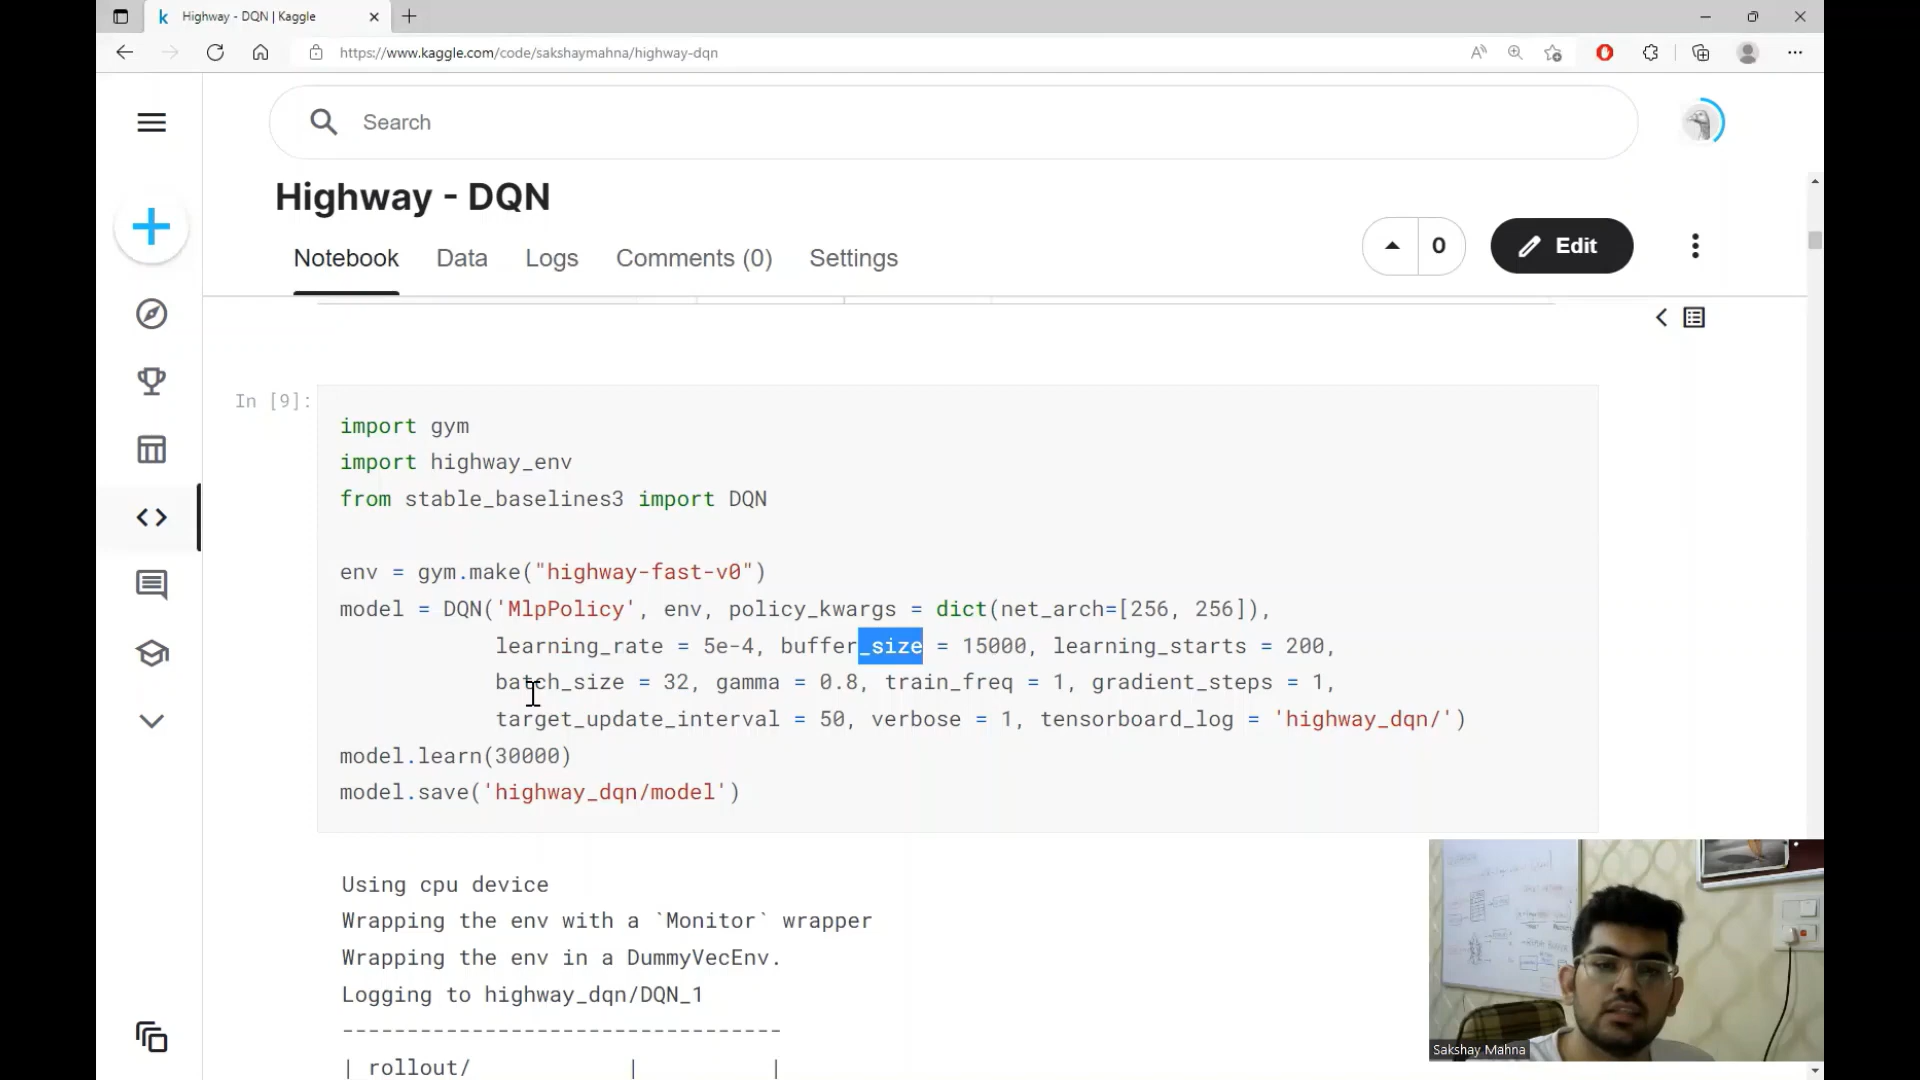 Highway - DQN | Kaggle
https://www.kaggle.com/code/sakshaymahna/highway-dqn
Search
Highway - DQN
Notebook Data Logs Comments (0) Settings
0
Edit
In [9]:
import gym
import highway_env
from stable_baselines3 import DQN
env = gym.make("highway-fast-v0")
model = DQN('MlpPolicy', env, policy_kwargs = dict(net_arch=[256, 256]),
learning_rate = 5e-4, buffer_size = 15000, learning_starts = 200,
batch_size = 32, gamma = 0.8, train_freq = 1, gradient_steps = 1,
target_update_interval = 50, verbose = 1, tensorboard_log = 'highway_dqn/')
model.learn(30000)
model.save('highway_dqn/model')
Using cpu device
Wrapping the env with a `Monitor` wrapper
Wrapping the env in a DummyVecEnv.
Logging to highway_dqn/DQN_1
----------------------------------
| rollout/ | |
Sakshay Mahna